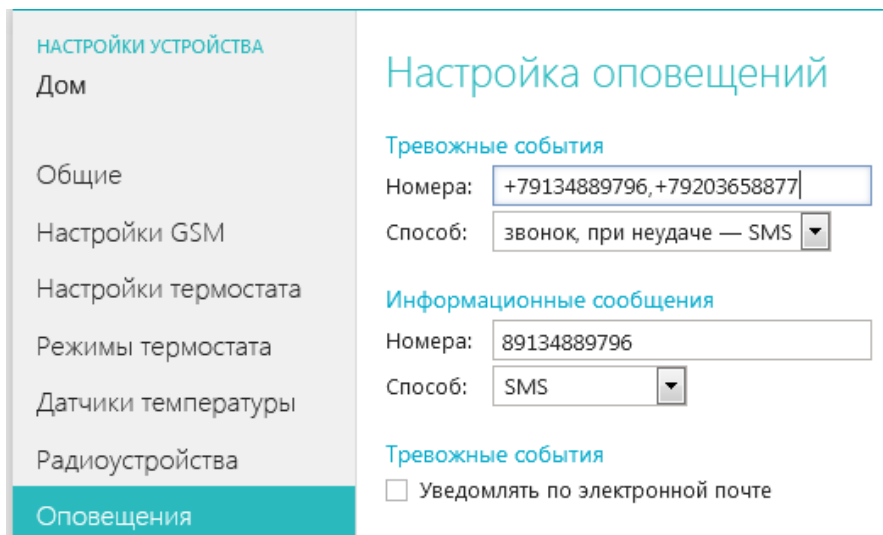 НАСТРОЙКИ УСТРОЙСТВА
Дом
Общие
Настройки GSM
Настройки термостата
Режимы термостата
Датчики температуры
Радиоустройства
Оповещения
Настройка оповещений
Тревожные события
Номера: +79134889796,+79203658877
Способ: звонок, при неудаче — SMS
Информационные сообщения
Номера: 89134889796
Способ: SMS
Тревожные события
Уведомлять по электронной почте